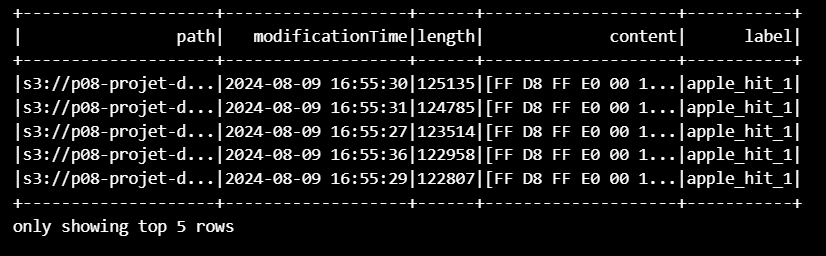 +--------------------+-------------------+------+--------------------+-----------+
|                path|   modificationTime|length|             content|      label|
+--------------------+-------------------+------+--------------------+-----------+
|s3://p08-projet-d...|2024-08-09 16:55:30|125135|[FF D8 FF E0 00 1...|apple_hit_1|
|s3://p08-projet-d...|2024-08-09 16:55:31|124785|[FF D8 FF E0 00 1...|apple_hit_1|
|s3://p08-projet-d...|2024-08-09 16:55:27|123514|[FF D8 FF E0 00 1...|apple_hit_1|
|s3://p08-projet-d...|2024-08-09 16:55:36|122958|[FF D8 FF E0 00 1...|apple_hit_1|
|s3://p08-projet-d...|2024-08-09 16:55:29|122807|[FF D8 FF E0 00 1...|apple_hit_1|
+--------------------+-------------------+------+--------------------+-----------+
only showing top 5 rows